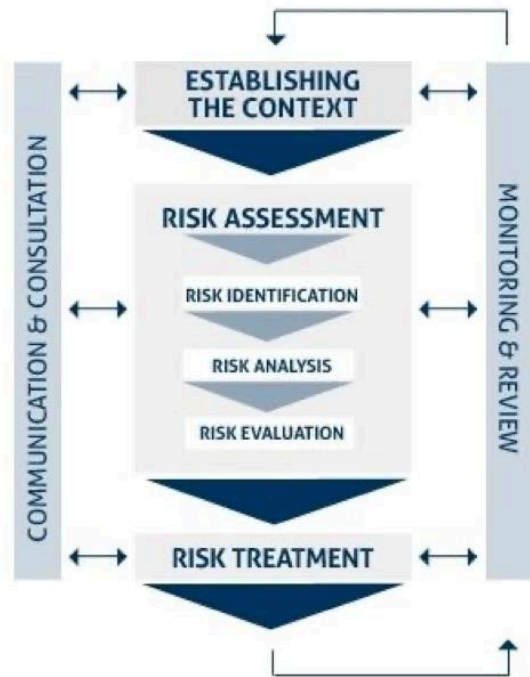 ESTABLISHING
THE CONTEXT
COMMUNICATION & CONSULTATION
RISK ASSESSMENT
RISK IDENTIFICATION
RISK ANALYSIS
RISK EVALUATION
MONITORING & REVIEW
RISK TREATMENT